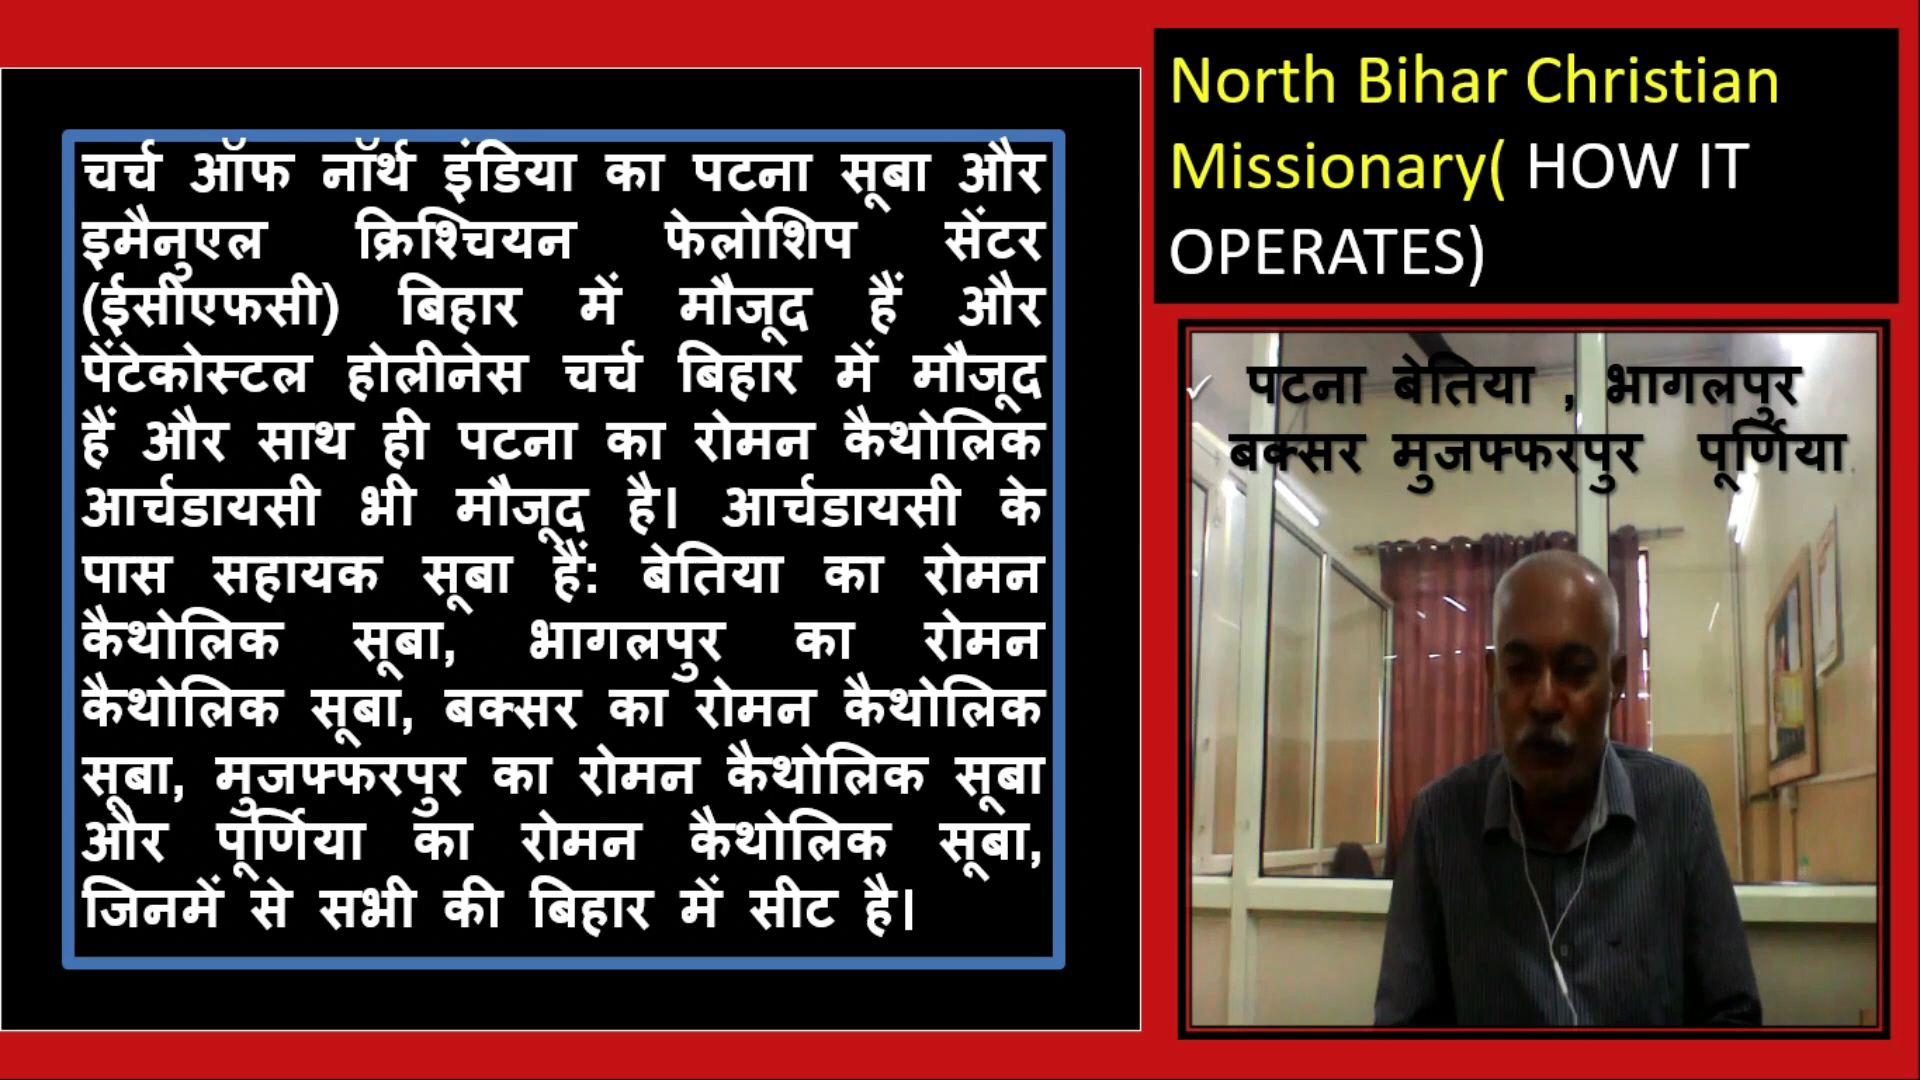 चर्च ऑफ नॉर्थ इंडिया का पटना सूबा और
इमैनुएल क्रिश्चियन फेलोशिप सेंटर
(ईसीएफसी) बिहार में मौजूद हैं और
पेंटेकोस्टल होलीनेस चर्च बिहार में मौजूद
हैं और साथ ही पटना का रोमन कैथोलिक
आर्चडायसी भी मौजूद है। आर्चडायसी के
पास सहायक सूबा हैं: बेतिया का रोमन
कैथोलिक सूबा, भागलपुर का रोमन
कैथोलिक सूबा, बक्सर का रोमन कैथोलिक
सूबा, मुजफ्फरपुर का रोमन कैथोलिक सूबा
और पूर्णिया का रोमन कैथोलिक सूबा,
जिनमें से सभी की बिहार में सीट है।
North Bihar Christian
Missionary( HOW IT
OPERATES)
पटना बेतिया , भागलपुर
बक्सर मुजफ्फरपुर पूर्णिया